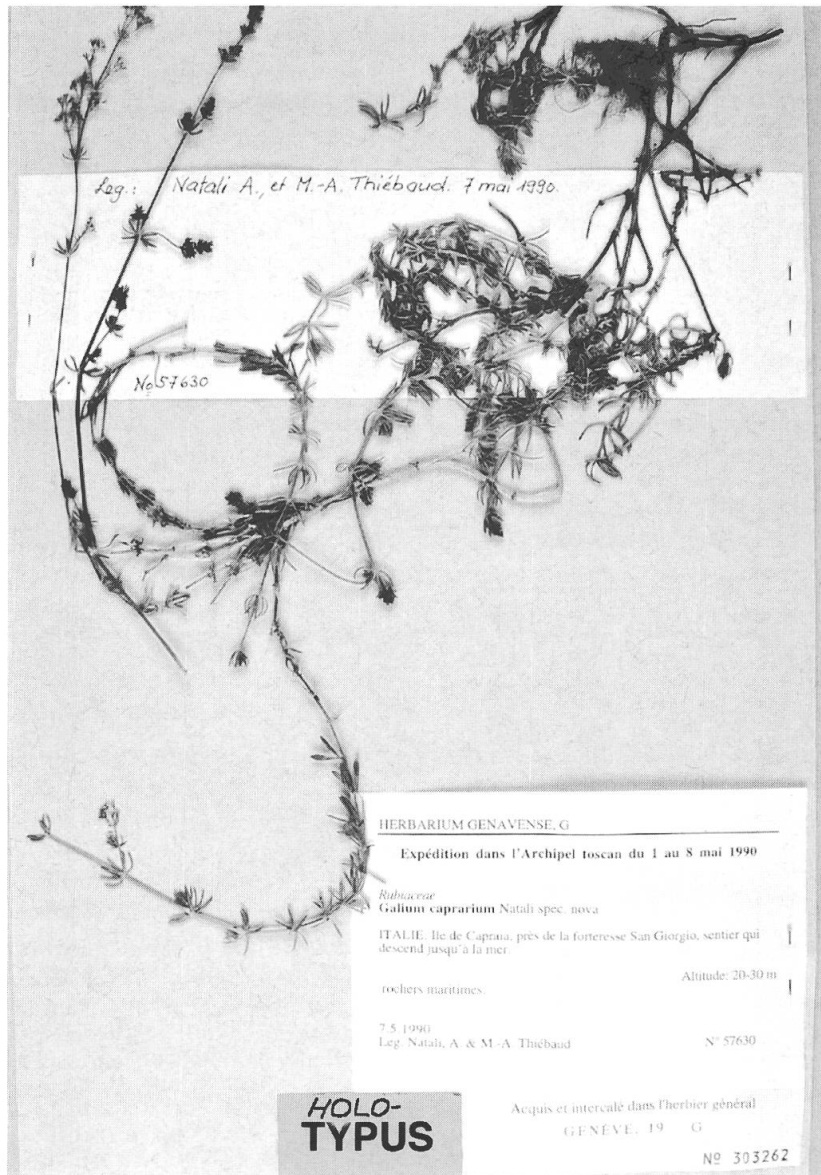 Leg.: Natali A., et M.-A. Thiébaud. 7 mai 1990.
No 57630
HERBARIUM GENAVENSE, G
Expédition dans l'Archipel toscan du 1 au 8 mai 1990
Rubiaceae
Galium caprarium Natali spec. nova
ITALIE. Ile de Capraia, près de la forteresse San Giorgio, sentier qui
descend jusqu'à la mer.
Altitude: 20-30 m
rochers maritimes.
7.5.1990
Leg. Natali, A. & M.-A. Thiébaud N° 57630
HOLO-
TYPUS
Acquis et intercalé dans l'herbier général
GENÈVE, 19 G
Nº 303262